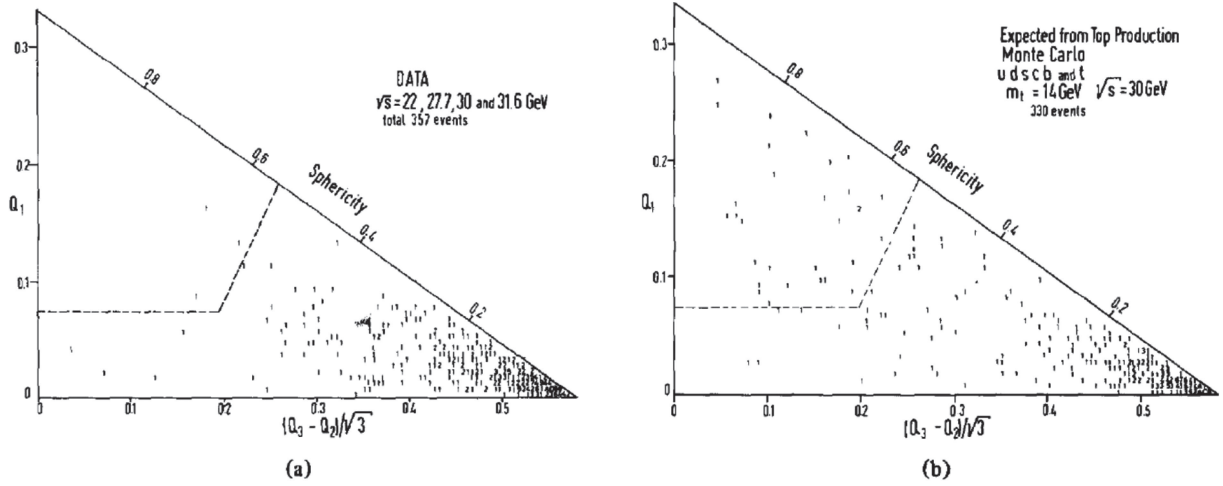 DATA
√s = 22, 27.7, 30 and 31.6 GeV
total 357 events
0.3
0.2
Q₁
0.1
0
0.8
0.6
Sphericity
0.4
0.2
0 0.1 0.2 0.3 0.4 0.5
(Q₃ - Q₂)/√3
(a)
Expected from Top Production
Monte Carlo
u d s c b and t
mₜ = 14 GeV √s = 30 GeV
330 events
0.3
0.2
Q₁
0.1
0
0.8
0.6
Sphericity
0.4
0.2
0 0.1 0.2 0.3 0.4 0.5
(Q₃ - Q₂)/√3
(b)